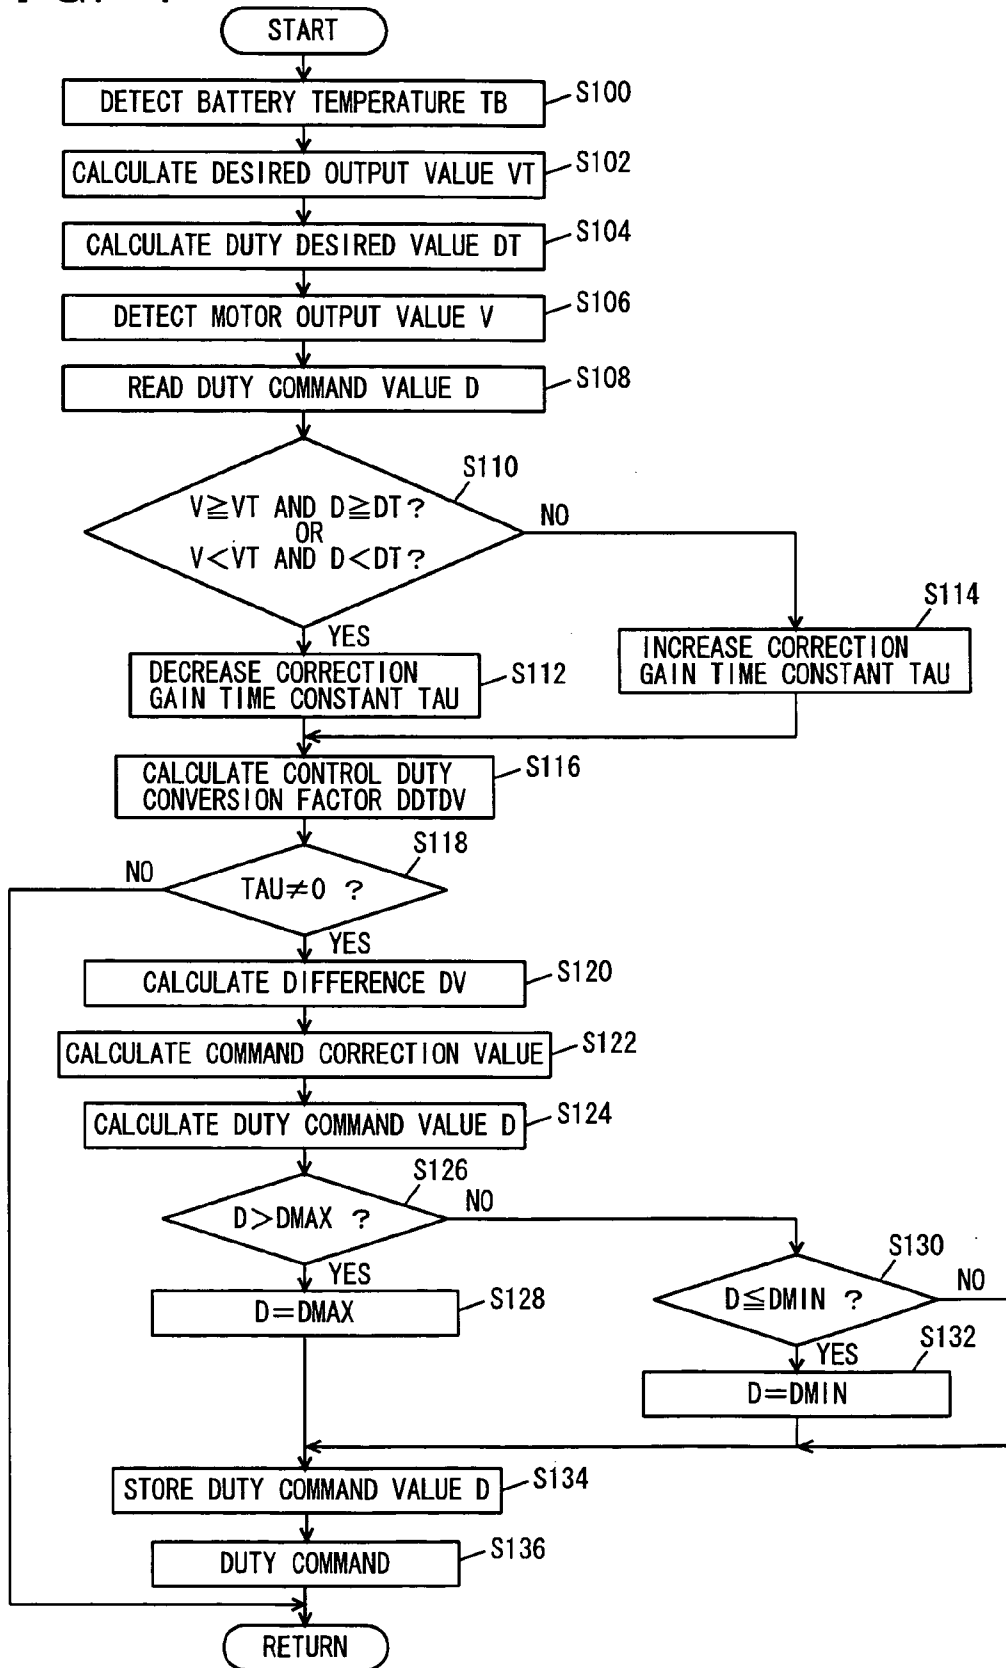 START
DETECT BATTERY TEMPERATURE TB
S100
CALCULATE DESIRED OUTPUT VALUE VT
S102
CALCULATE DUTY DESIRED VALUE DT
S104
DETECT MOTOR OUTPUT VALUE V
S106
READ DUTY COMMAND VALUE D
S108
S110
V≧VT AND D≧DT?
OR
V<VT AND D<DT?
NO
YES
S114
INCREASE CORRECTION
GAIN TIME CONSTANT TAU
DECREASE CORRECTION
GAIN TIME CONSTANT TAU
S112
CALCULATE CONTROL DUTY
CONVERSION FACTOR DDTDV
S116
S118
NO
TAU≠0 ?
YES
CALCULATE DIFFERENCE DV
S120
CALCULATE COMMAND CORRECTION VALUE
S122
CALCULATE DUTY COMMAND VALUE D
S124
S126
D>DMAX ?
NO
YES
S130
D≦DMIN ?
NO
D=DMAX
S128
YES
S132
D=DMIN
STORE DUTY COMMAND VALUE D
S134
DUTY COMMAND
S136
RETURN